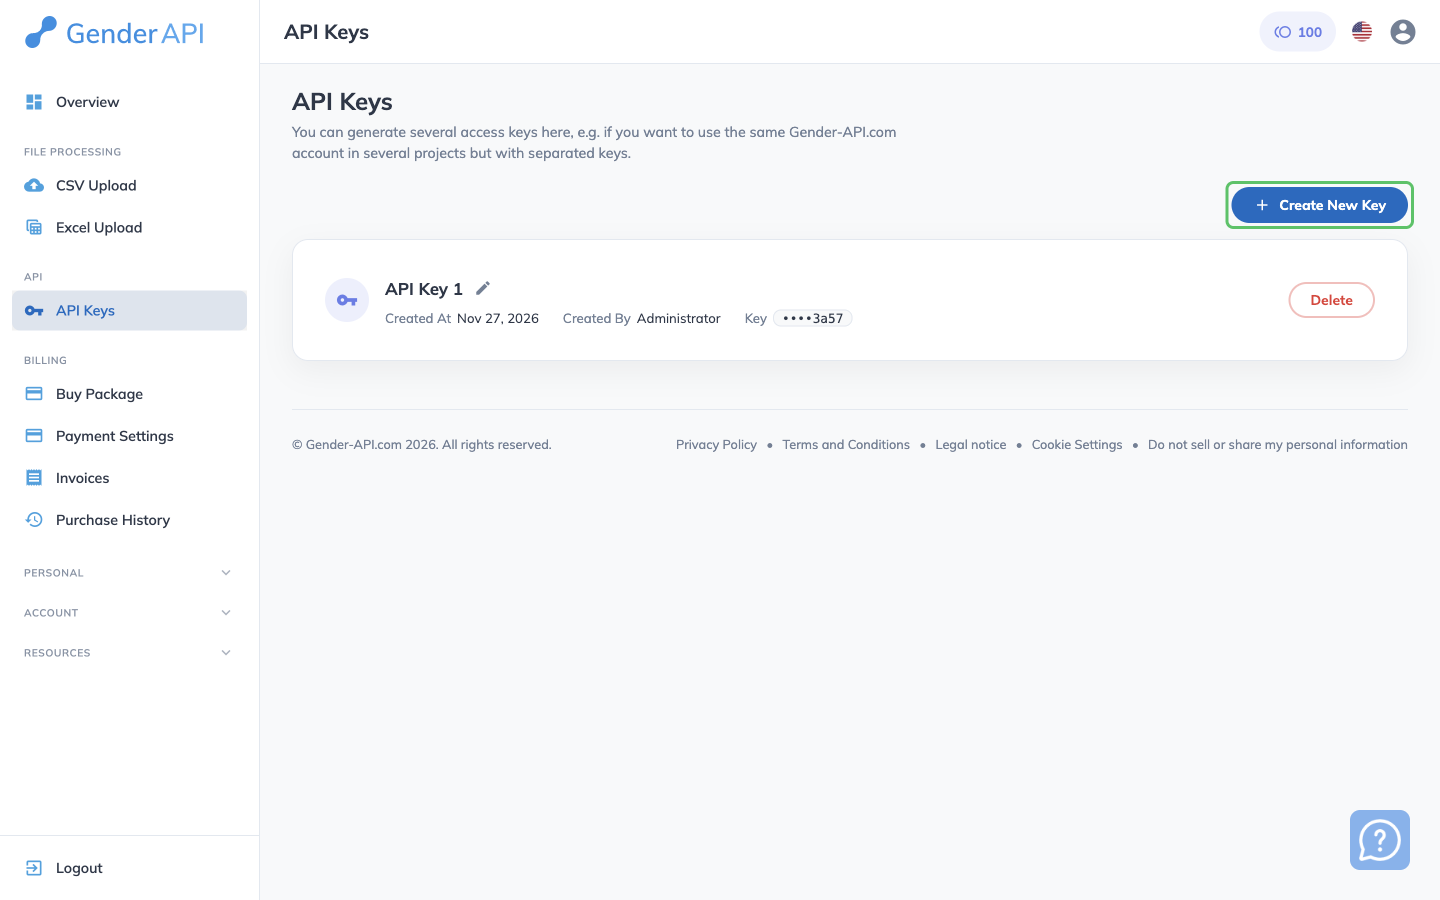 GenderAPI
Overview
FILE PROCESSING
CSV Upload
Excel Upload
API
API Keys
BILLING
Buy Package
Payment Settings
Invoices
Purchase History
PERSONAL
ACCOUNT
RESOURCES
Logout
API Keys
100
API Keys
You can generate several access keys here, e.g. if you want to use the same Gender-API.com
account in several projects but with separated keys.
+ Create New Key
API Key 1
Created At Nov 27, 2026 Created By Administrator Key ••••3a57
Delete
© Gender-API.com 2026. All rights reserved.
Privacy Policy • Terms and Conditions • Legal notice • Cookie Settings • Do not sell or share my personal information
?